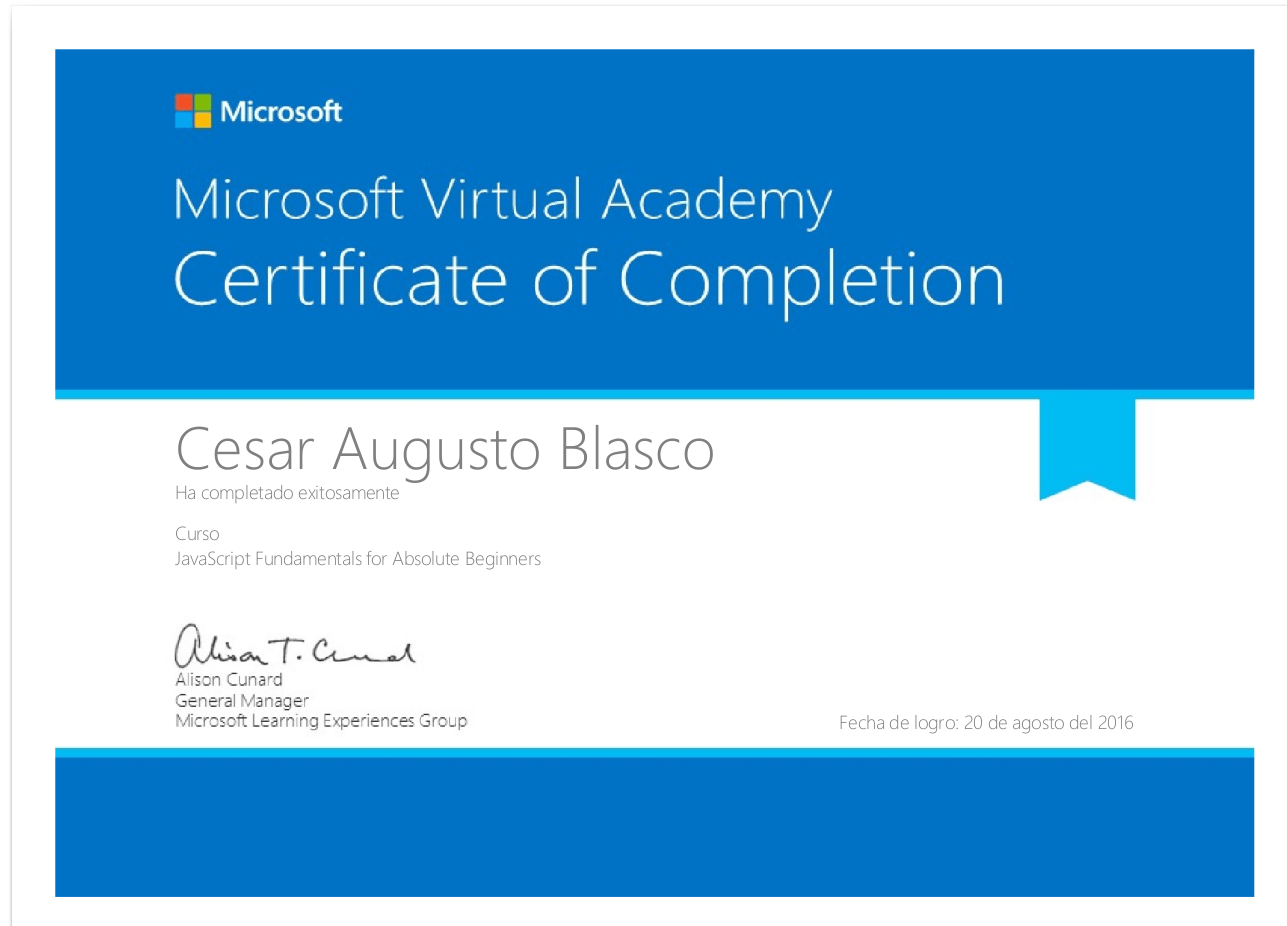 Microsoft
Microsoft Virtual Academy
Certificate of Completion
Cesar Augusto Blasco
Ha completado exitosamente
Curso
JavaScript Fundamentals for Absolute Beginners
Alison T. Cunard
Alison Cunard
General Manager
Microsoft Learning Experiences Group
Fecha de logro: 20 de agosto del 2016